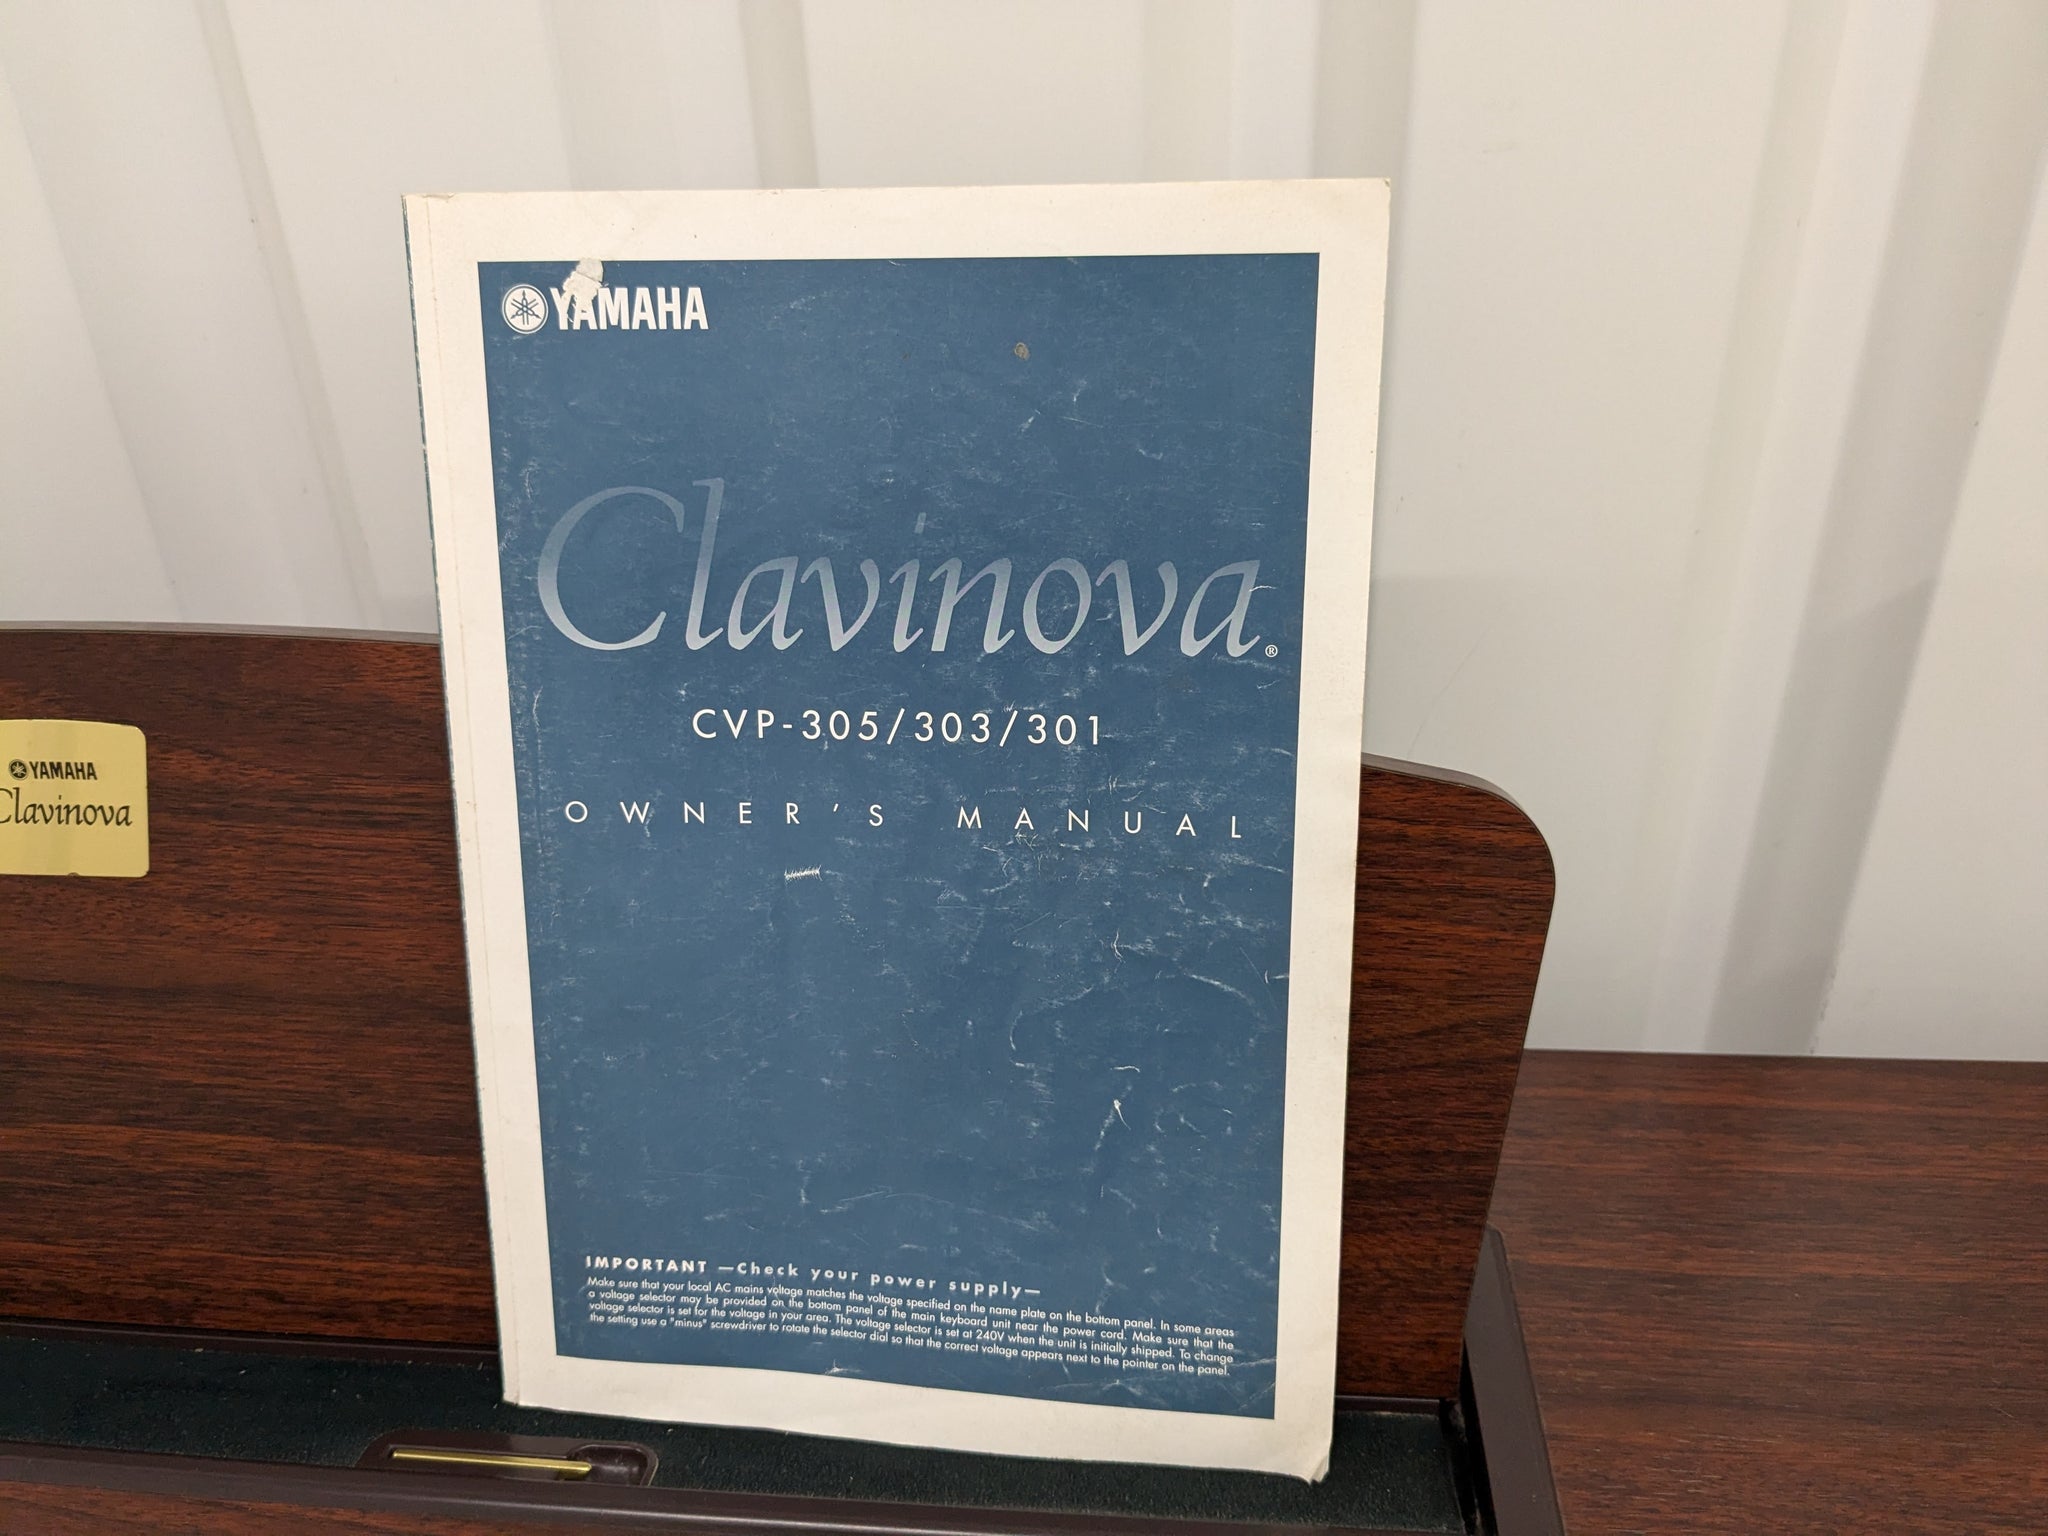 YAMAHA
Clavinova®
CVP-305/303/301
OWNER'S MANUAL
YAMAHA
Clavinova
IMPORTANT —Check your power supply—
Make sure that your local AC mains voltage matches the voltage specified on the name plate on the bottom panel. In some areas
a voltage selector may be provided on the bottom panel of the main keyboard unit near the power cord. Make sure that the
voltage selector is set for the voltage in your area. The voltage selector is set at 240V when the unit is initially shipped. To change
the setting use a "minus" screwdriver to rotate the selector dial so that the correct voltage appears next to the pointer on the panel.